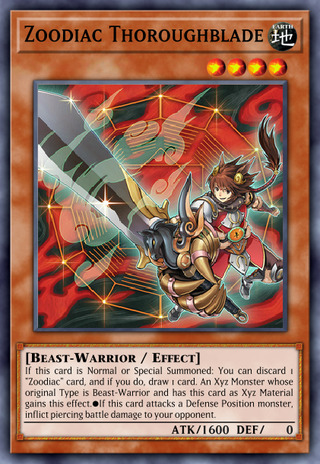 Zoodiac Thoroughblade
EARTH
地
[Beast-Warrior / Effect]
If this card is Normal or Special Summoned: You can discard 1
"Zoodiac" card, and if you do, draw 1 card. An Xyz Monster whose
original Type is Beast-Warrior and has this card as Xyz Material
gains this effect.●If this card attacks a Defense Position monster,
inflict piercing battle damage to your opponent.
ATK/1600 DEF/ 0